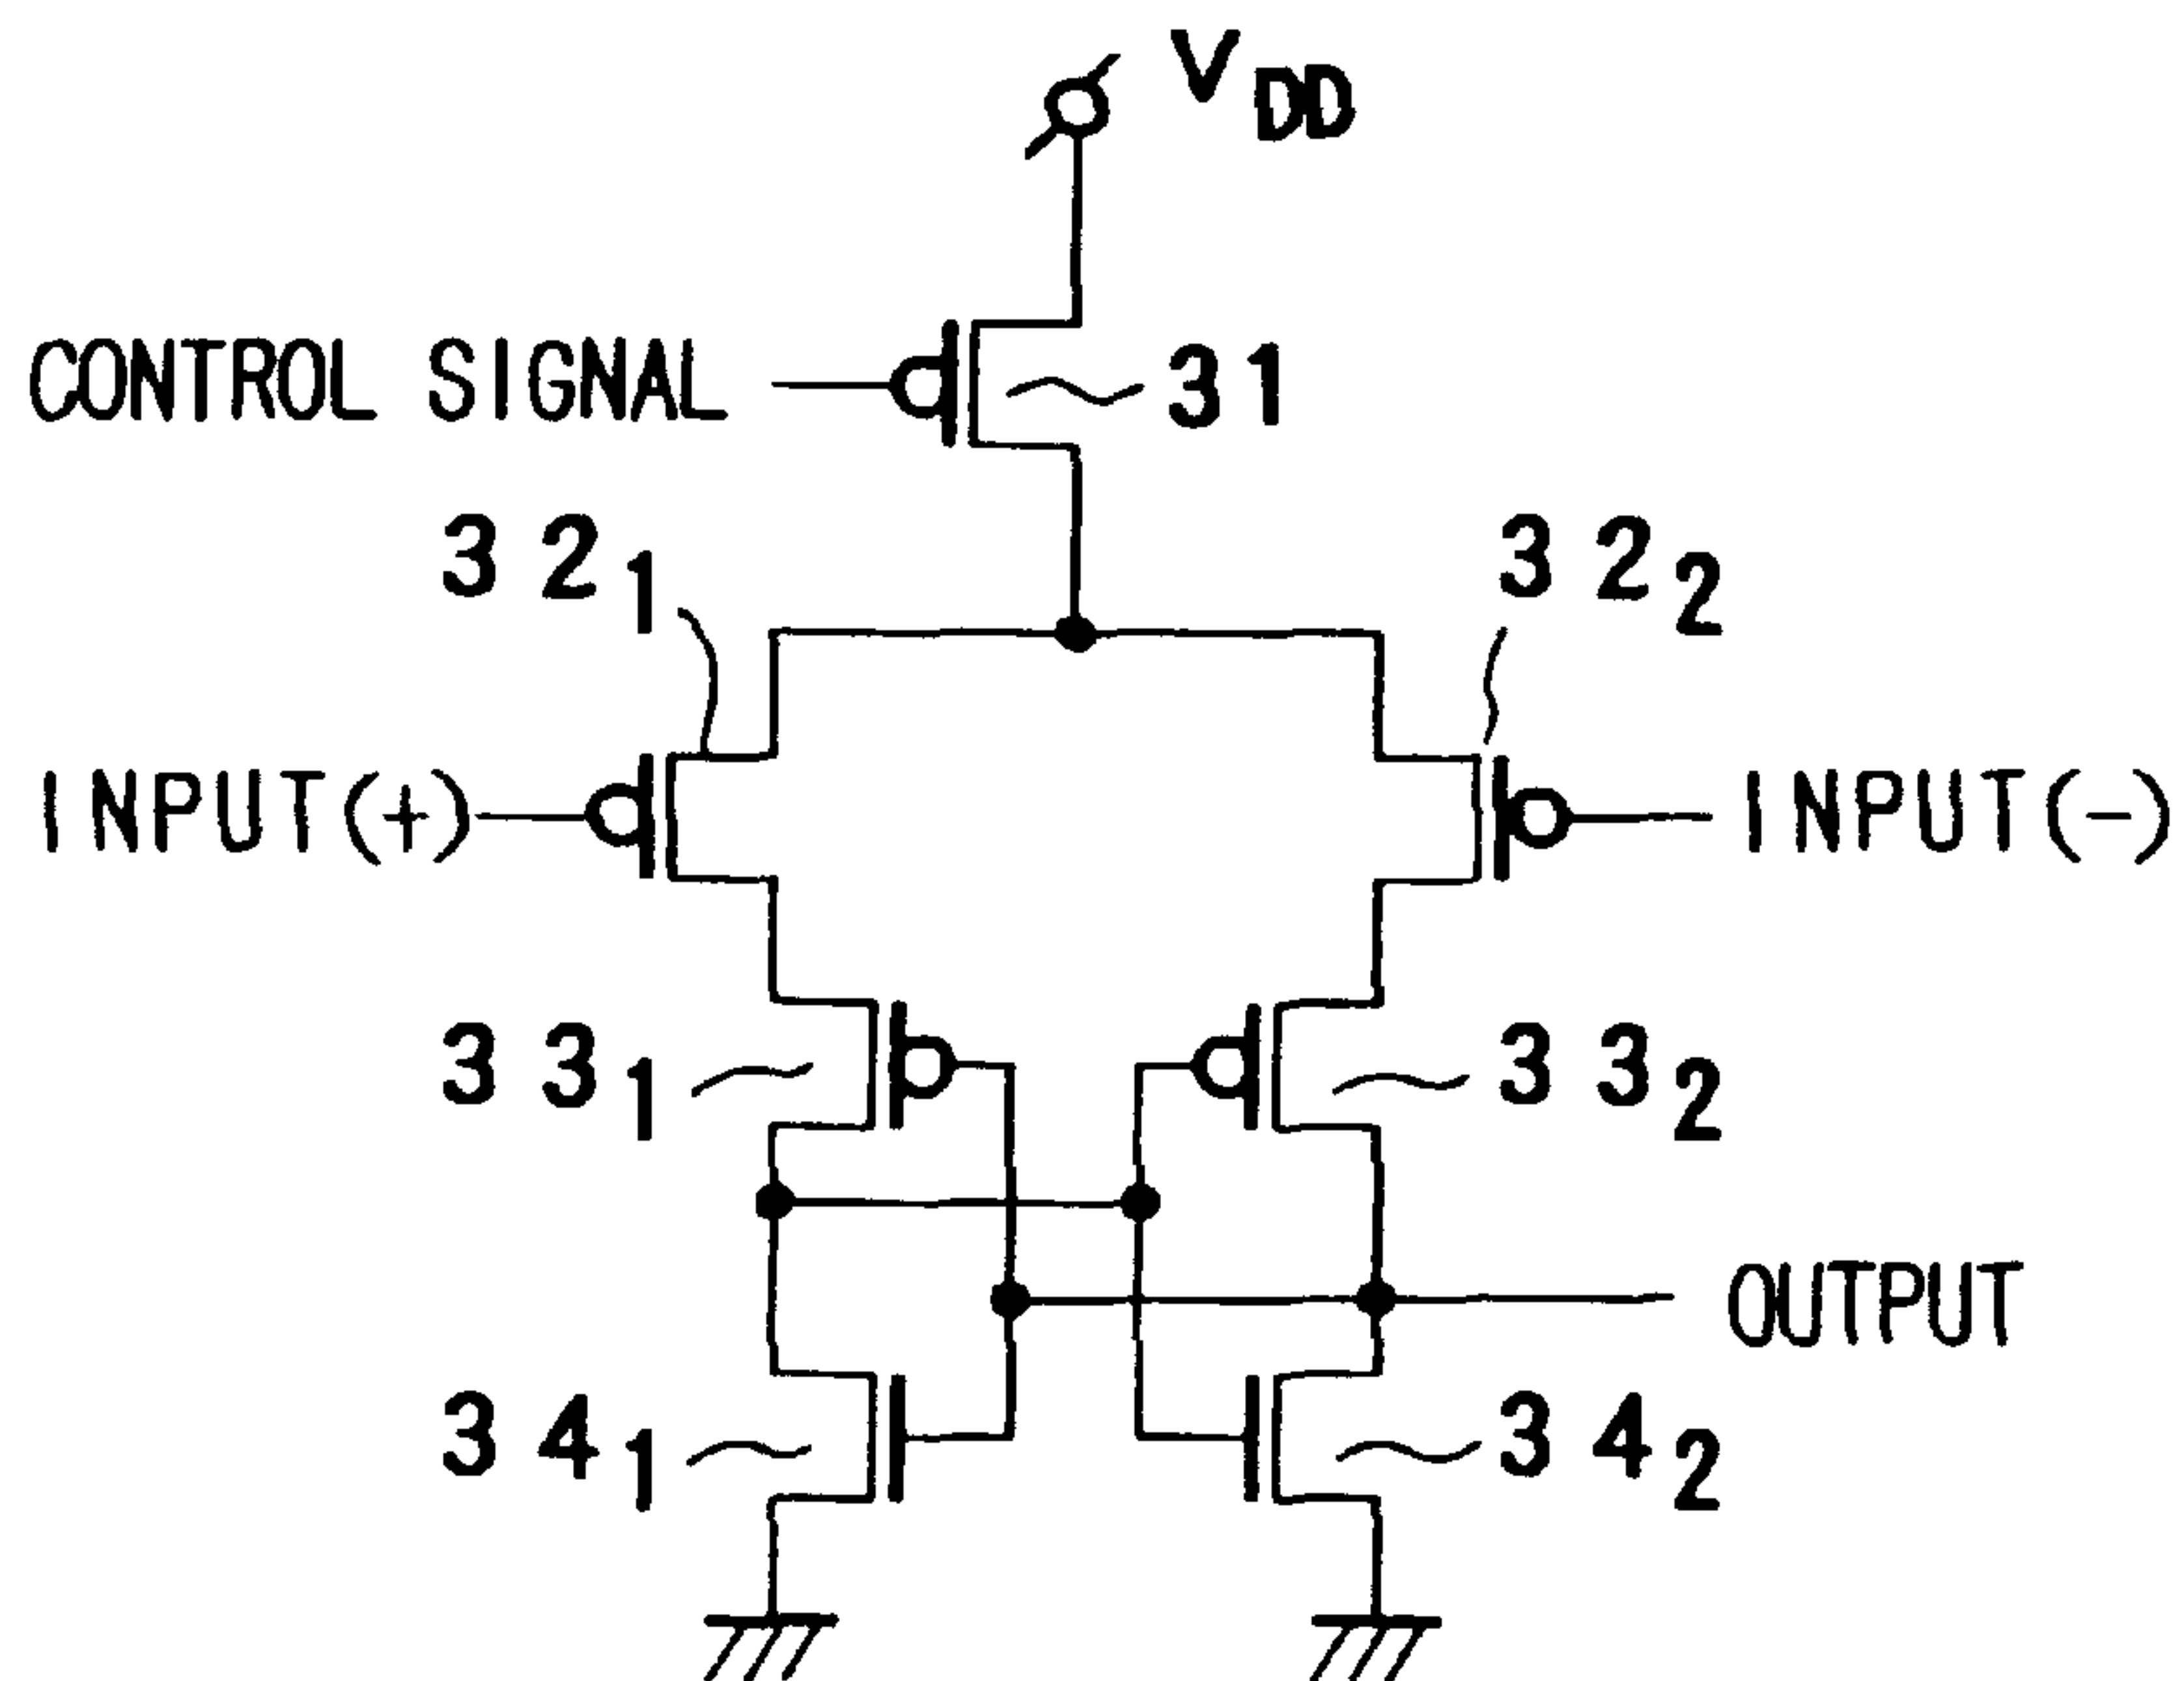 V DD
CONTROL SIGNAL 31
32 1 32 2
INPUT(+) INPUT(-)
33 1 33 2
OUTPUT
34 1 34 2